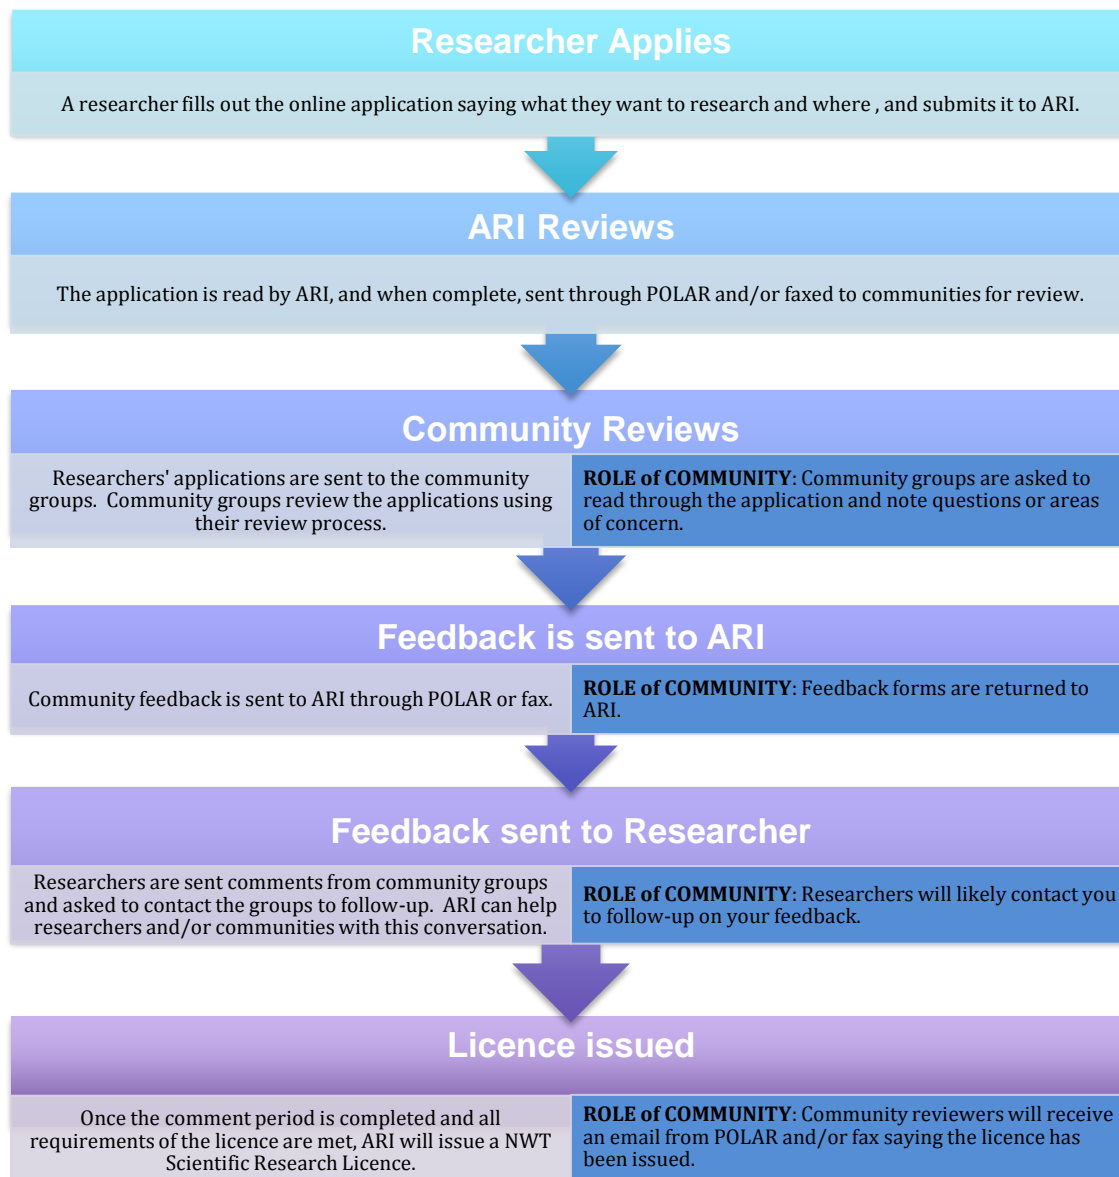 Researcher Applies
A researcher fills out the online application saying what they want to research and where , and submits it to ARI.
ARI Reviews
The application is read by ARI, and when complete, sent through POLAR and/or faxed to communities for review.
Community Reviews
Researchers' applications are sent to the community
groups.  Community groups review the applications using
their review process.
ROLE of COMMUNITY: Community groups are asked to
read through the application and note questions or areas
of concern.
Feedback is sent to ARI
Community feedback is sent to ARI through POLAR or fax.
ROLE of COMMUNITY: Feedback forms are returned to
ARI.
Feedback sent to Researcher
Researchers are sent comments from community groups
and asked to contact the groups to follow-up.  ARI can help
researchers and/or communities with this conversation.
ROLE of COMMUNITY: Researchers will likely contact you
to follow-up on your feedback.
Licence issued
Once the comment period is completed and all
requirements of the licence are met, ARI will issue a NWT
Scientific Research Licence.
ROLE of COMMUNITY: Community reviewers will receive
an email from POLAR and/or fax saying the licence has
been issued.